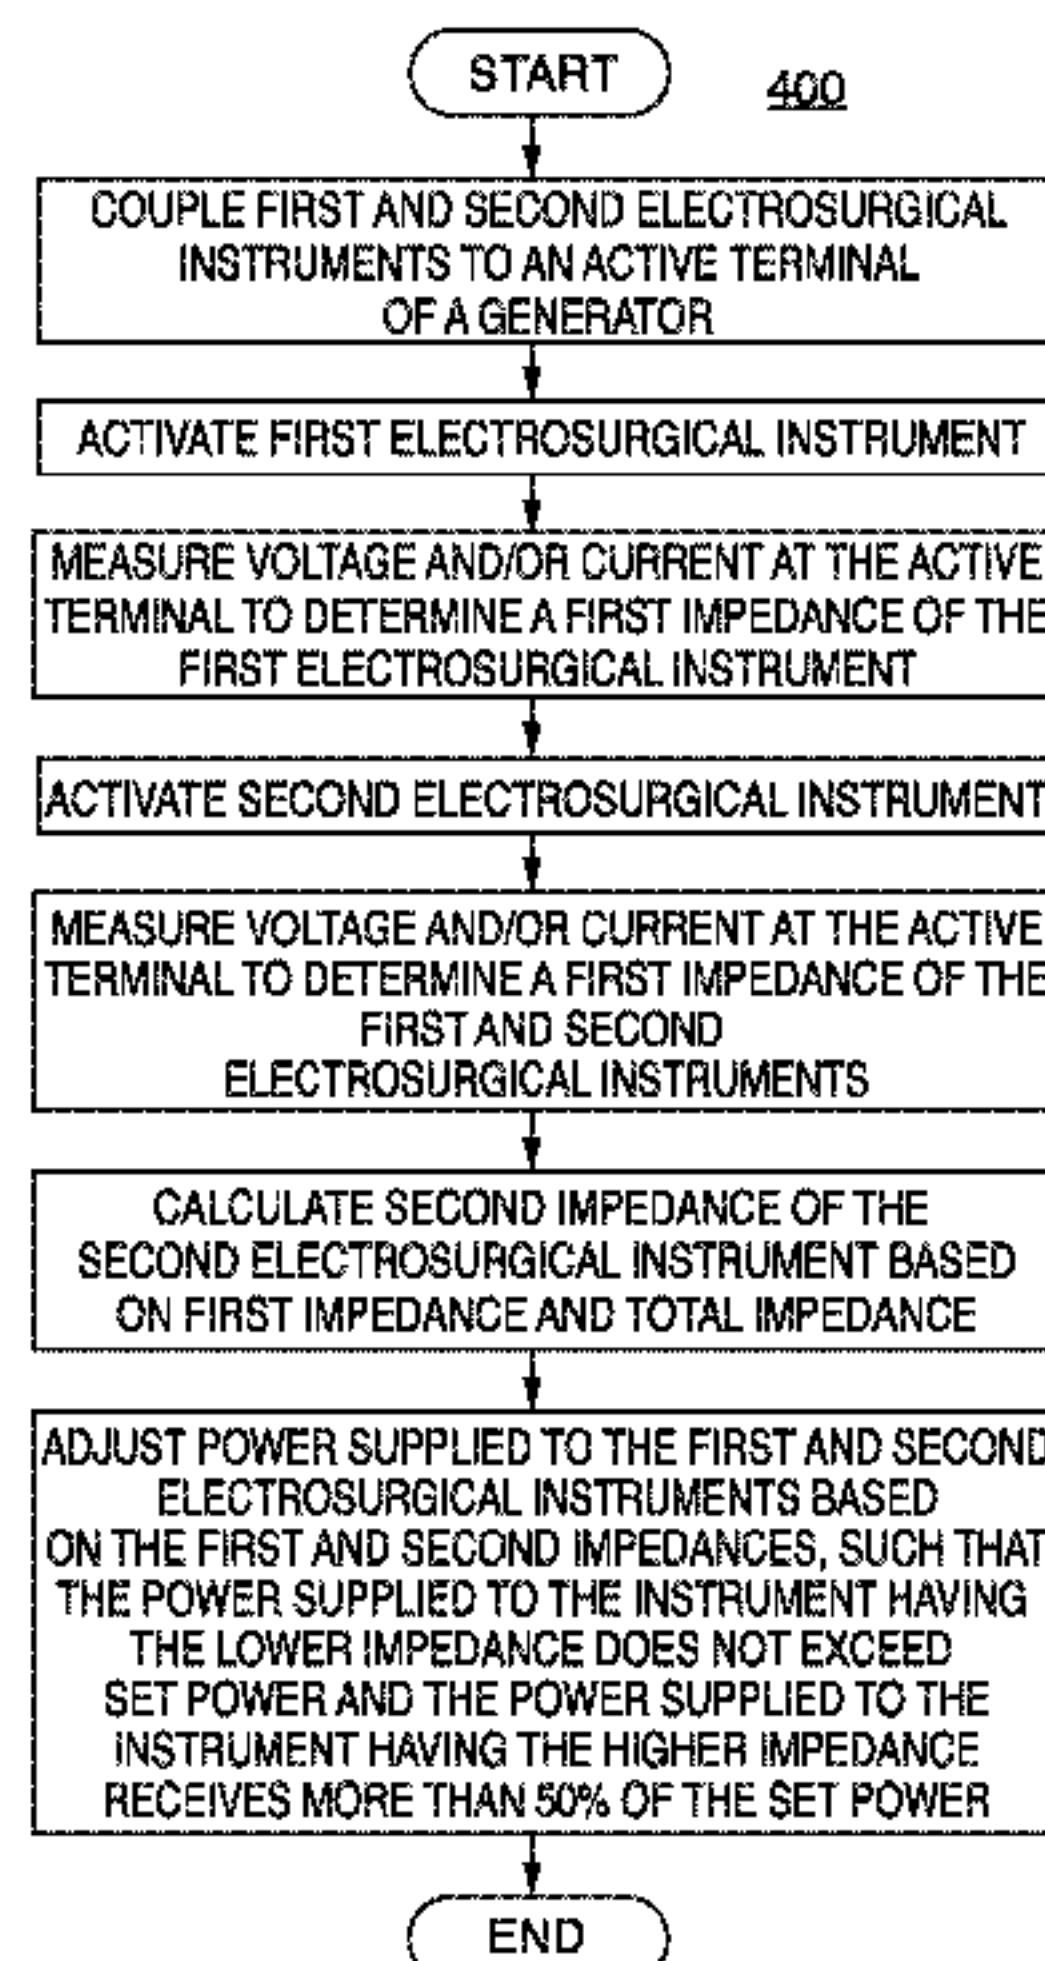 START
400
COUPLE FIRST AND SECOND ELECTROSURGICAL
INSTRUMENTS TO AN ACTIVE TERMINAL
OF A GENERATOR
ACTIVATE FIRST ELECTROSURGICAL INSTRUMENT
MEASURE VOLTAGE AND/OR CURRENT AT THE ACTIVE
TERMINAL TO DETERMINE A FIRST IMPEDANCE OF THE
FIRST ELECTROSURGICAL INSTRUMENT
ACTIVATE SECOND ELECTROSURGICAL INSTRUMENT
MEASURE VOLTAGE AND/OR CURRENT AT THE ACTIVE
TERMINAL TO DETERMINE A FIRST IMPEDANCE OF THE
FIRST AND SECOND
ELECTROSURGICAL INSTRUMENTS
CALCULATE SECOND IMPEDANCE OF THE
SECOND ELECTROSURGICAL INSTRUMENT BASED
ON FIRST IMPEDANCE AND TOTAL IMPEDANCE
ADJUST POWER SUPPLIED TO THE FIRST AND SECOND
ELECTROSURGICAL INSTRUMENTS BASED
ON THE FIRST AND SECOND IMPEDANCES, SUCH THAT
THE POWER SUPPLIED TO THE INSTRUMENT HAVING
THE LOWER IMPEDANCE DOES NOT EXCEED
SET POWER AND THE POWER SUPPLIED TO THE
INSTRUMENT HAVING THE HIGHER IMPEDANCE
RECEIVES MORE THAN 50% OF THE SET POWER
END